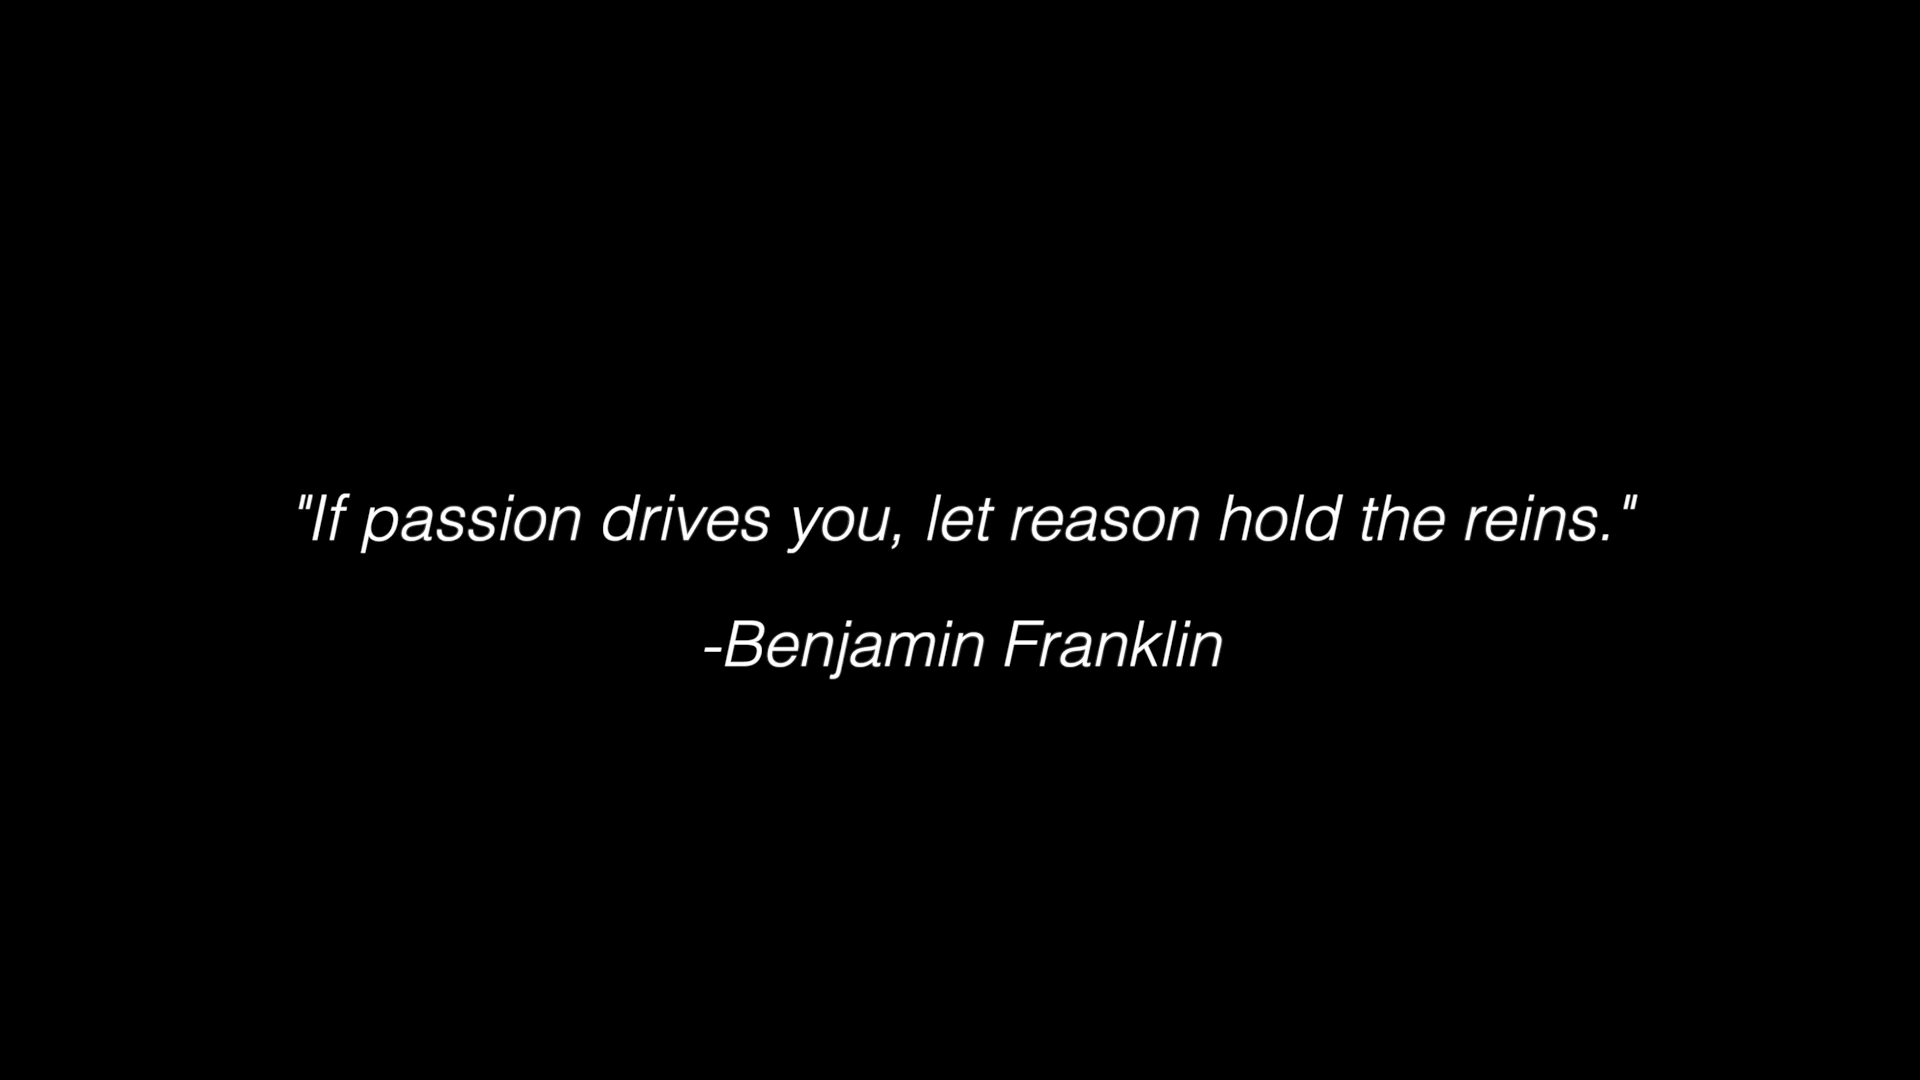 "If passion drives you, let reason hold the reins."
-Benjamin Franklin